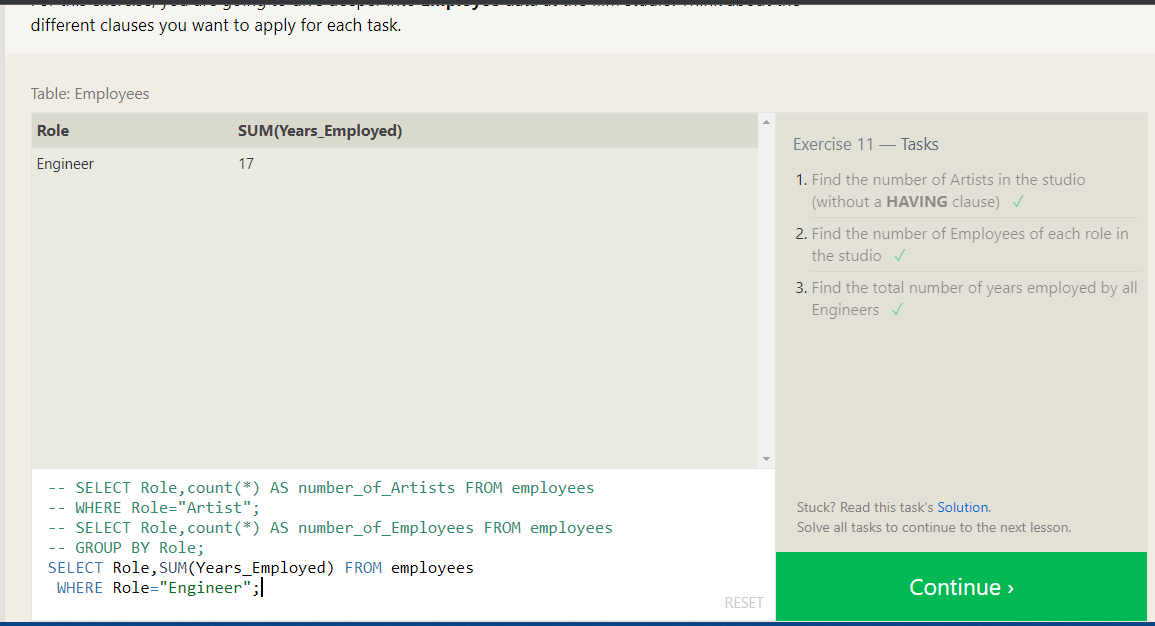 different clauses you want to apply for each task.
Table: Employees
Role SUM(Years_Employed)
Engineer 17
Exercise 11 — Tasks
1. Find the number of Artists in the studio
(without a HAVING clause) ✓
2. Find the number of Employees of each role in
the studio ✓
3. Find the total number of years employed by all
Engineers ✓
Stuck? Read this task's Solution.
Solve all tasks to continue to the next lesson.
Continue ›
-- SELECT Role,count(*) AS number_of_Artists FROM employees
-- WHERE Role="Artist";
-- SELECT Role,count(*) AS number_of_Employees FROM employees
-- GROUP BY Role;
SELECT Role,SUM(Years_Employed) FROM employees
WHERE Role="Engineer";
RESET